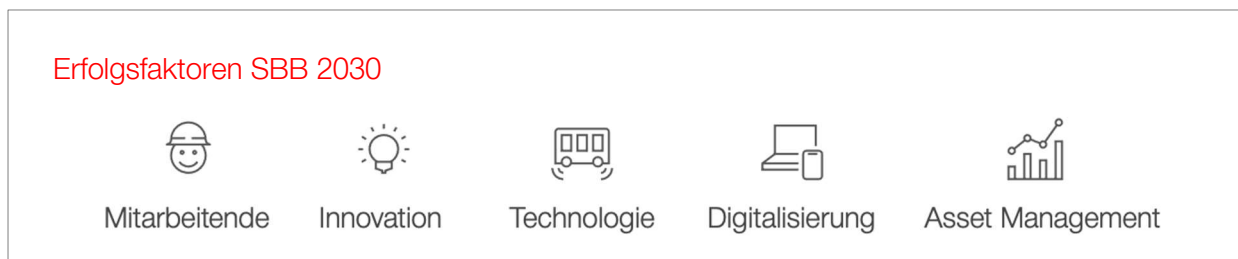 Erfolgsfaktoren SBB 2030
Mitarbeitende Innovation Technologie Digitalisierung Asset Management